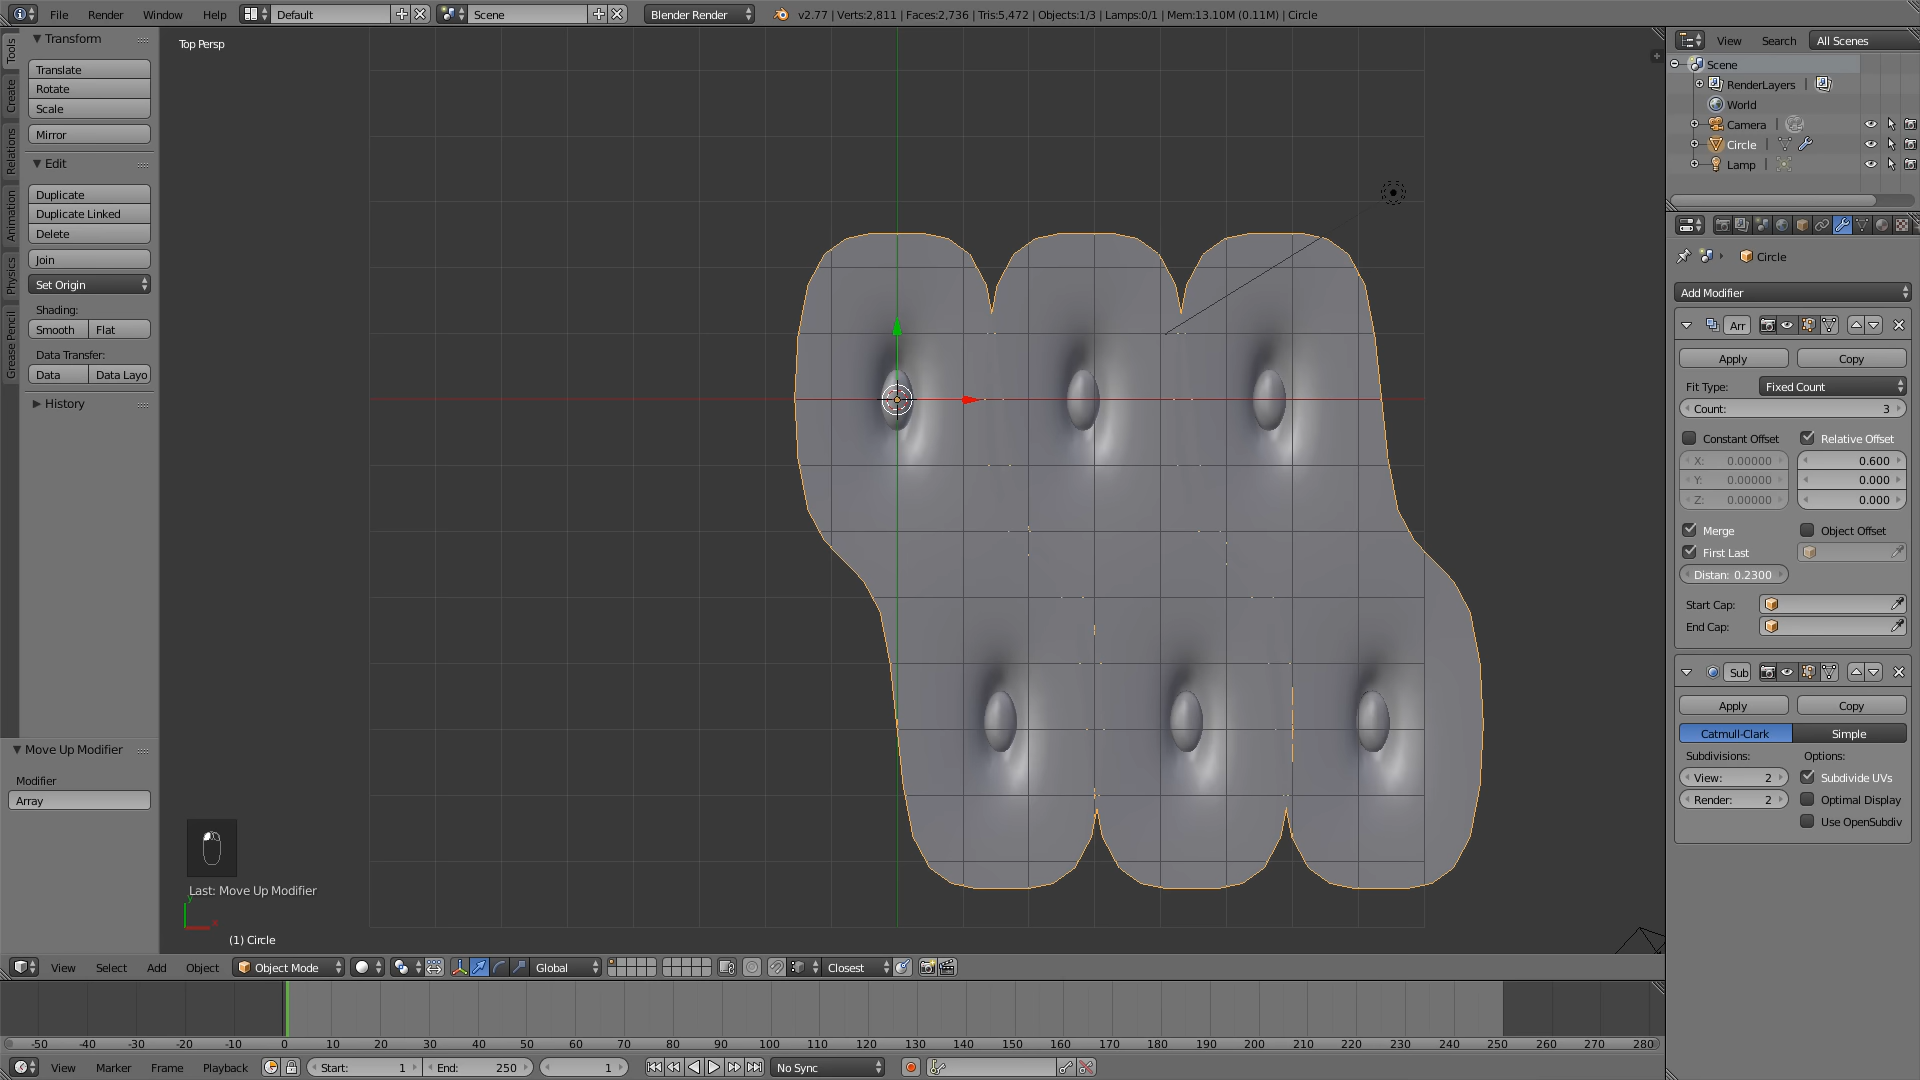 File Render Window Help Default Scene Blender Render v2.77 | Verts:2,811 | Faces:2,736 | Tris:5,472 | Objects:1/3 | Lamps:0/1 | Mem:13.10M (0.11M) | Circle
Tools
Create
Relations
Animation
Physics
Grease Pencil
Transform
Translate
Rotate
Scale
Mirror
Edit
Duplicate
Duplicate Linked
Delete
Join
Set Origin
Shading:
Smooth Flat
Data Transfer:
Data Data Layo
History
Move Up Modifier
Modifier
Array
Top Persp
Last: Move Up Modifier
y
x
(1) Circle
View Search All Scenes
Scene
RenderLayers |
World
Camera |
Circle |
Lamp |
Circle
Add Modifier
Arr
Apply Copy
Fit Type: Fixed Count
Count: 3
Constant Offset Relative Offset
X: 0.00000 0.600
Y: 0.00000 0.000
Z: 0.00000 0.000
Merge Object Offset
First Last
Distan: 0.2300
Start Cap:
End Cap:
Sub
Apply Copy
Catmull-Clark Simple
Subdivisions: Options:
View: 2 Subdivide UVs
Render: 2 Optimal Display
Use OpenSubdiv
View Select Add Object Object Mode Global Closest
-50 -40 -30 -20 -10 0 10 20 30 40 50 60 70 80 90 100 110 120 130 140 150 160 170 180 190 200 210 220 230 240 250 260 270 280
View Marker Frame Playback Start: 1 End: 250 1 No Sync